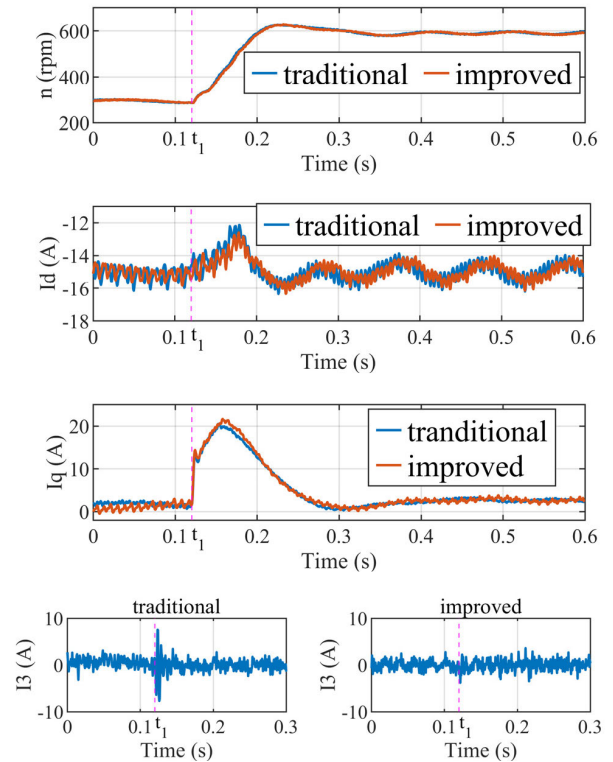 n (rpm)
600
400
200
traditional improved
0 0.1 t1 0.2 0.3 0.4 0.5 0.6
Time (s)
Id (A)
-12
-14
-16
-18
traditional improved
0 0.1 t1 0.2 0.3 0.4 0.5 0.6
Time (s)
Iq (A)
20
10
0
tranditional
improved
0 0.1 t1 0.2 0.3 0.4 0.5 0.6
Time (s)
traditional
I3 (A)
10
0
-10
0 0.1 t1 0.2 0.3
Time (s)
improved
I3 (A)
10
0
-10
0 0.1 t1 0.2 0.3
Time (s)